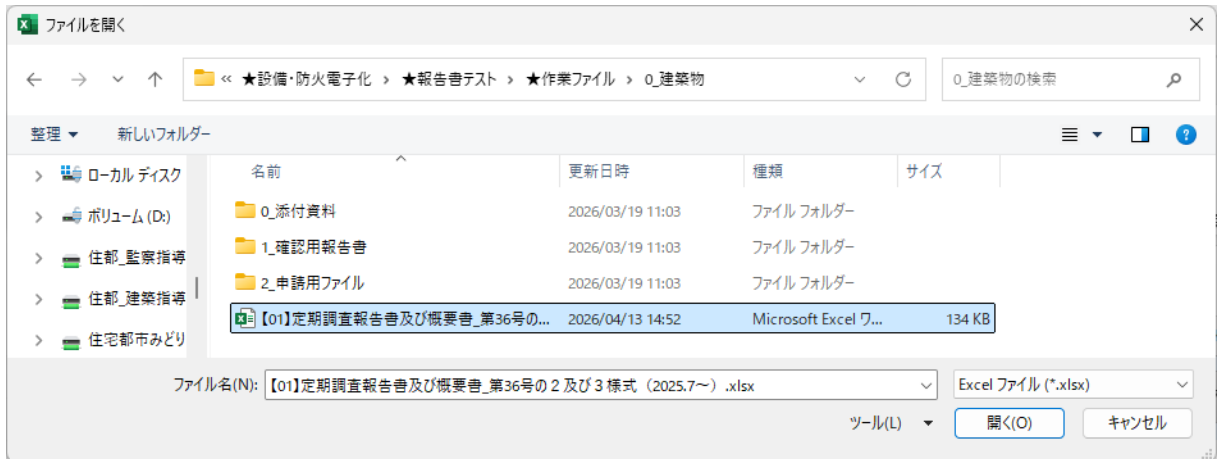 ファイルを開く
« ★設備・防火電子化 › ★報告書テスト › ★作業ファイル › 0_建築物
0_建築物の検索
整理 新しいフォルダー
名前 更新日時 種類 サイズ
ローカル ディスク
ボリューム (D:)
住都_監察指導
住都_建築指導
住宅都市みどり
0_添付資料 2026/03/19 11:03 ファイル フォルダー
1_確認用報告書 2026/03/19 11:03 ファイル フォルダー
2_申請用ファイル 2026/03/19 11:03 ファイル フォルダー
【01】定期調査報告書及び概要書_第36号の... 2026/04/13 14:52 Microsoft Excel ワ... 134 KB
ファイル名(N): 【01】定期調査報告書及び概要書_第36号の2及び3様式（2025.7～）.xlsx
Excel ファイル (*.xlsx)
ツール(L) 開く(O) キャンセル